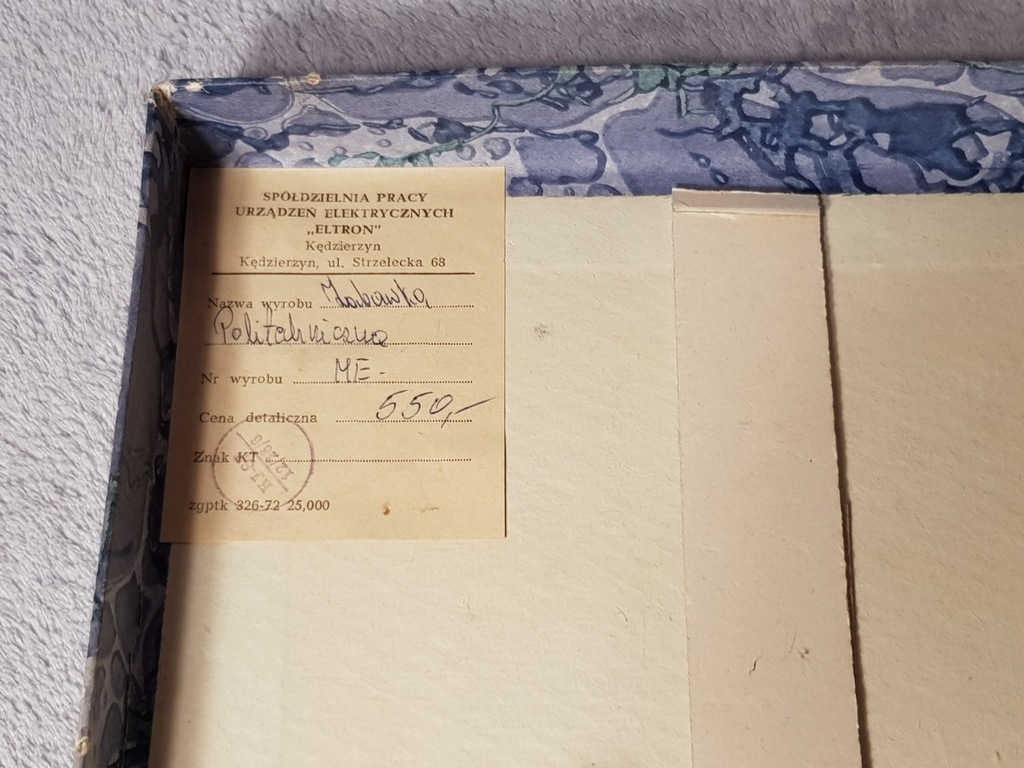 SPÓŁDZIELNIA PRACY
URZĄDZEŃ ELEKTRYCZNYCH
„ELTRON”
Kędzierzyn
Kędzierzyn, ul. Strzelecka 68
Nazwa wyrobu Zabawka
Politechniczna
Nr wyrobu ME-
Cena detaliczna 550,-
Znak KT
zgptk 326-72 25,000